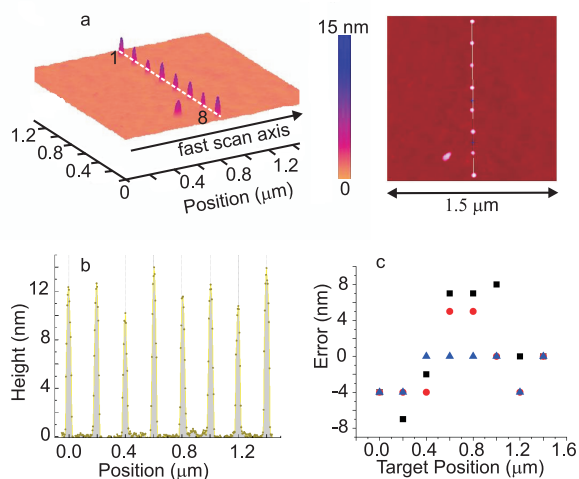 a
1
8
fast scan axis
1.2
0.8
0.4
0
0
0.4
0.8
1.2
Position (μm)
15 nm
0
1.5 μm
b
12
8
4
0
Height (nm)
0.0
0.4
0.8
1.2
Position (μm)
c
8
4
0
-4
-8
Error (nm)
0.0
0.4
0.8
1.2
1.6
Target Position (μm)